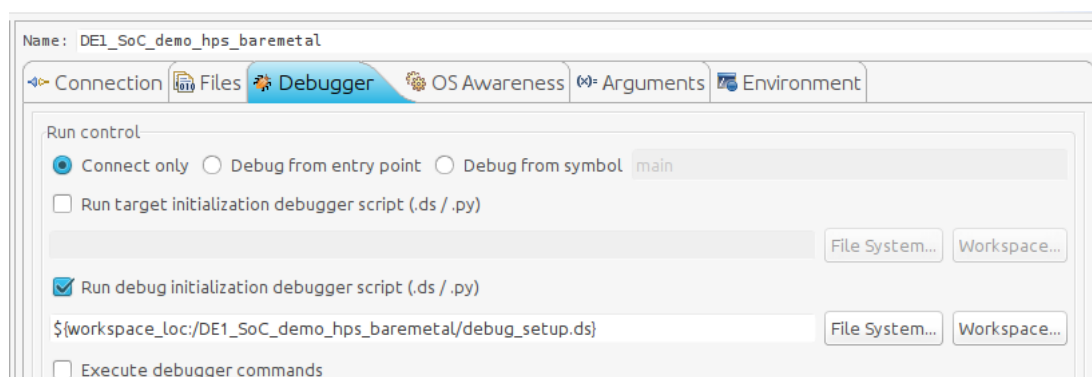 Name: DE1_SoC_demo_hps_baremetal
Connection Files Debugger OS Awareness (x)= Arguments Environment
Run control
Connect only Debug from entry point Debug from symbol main
Run target initialization debugger script (.ds / .py)
File System... Workspace...
Run debug initialization debugger script (.ds / .py)
${workspace_loc:/DE1_SoC_demo_hps_baremetal/debug_setup.ds} File System... Workspace...
Execute debugger commands